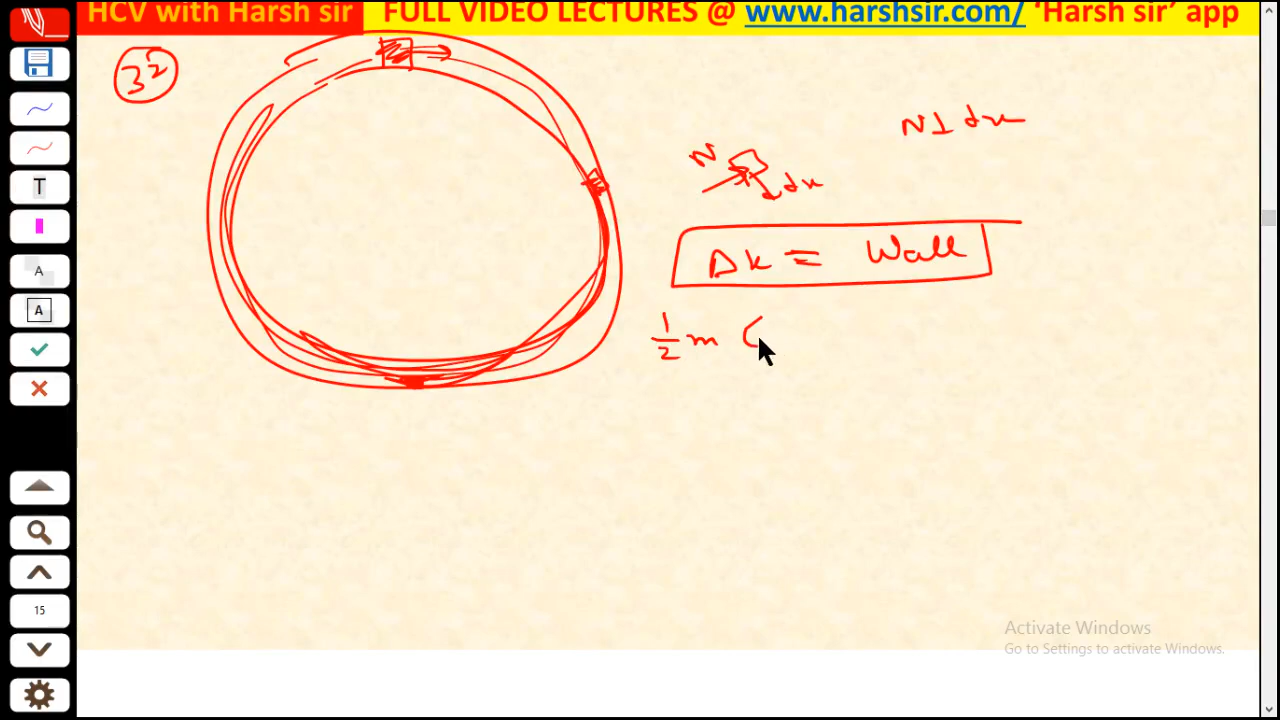 HCV with Harsh sir FULL VIDEO LECTURES @ www.harshsir.com/ ‘Harsh sir’ app
32
N ⊥ dx
N
dx
Δk = Wall
1/2 m (
T
A
A
15
Activate Windows
Go to Settings to activate Windows.